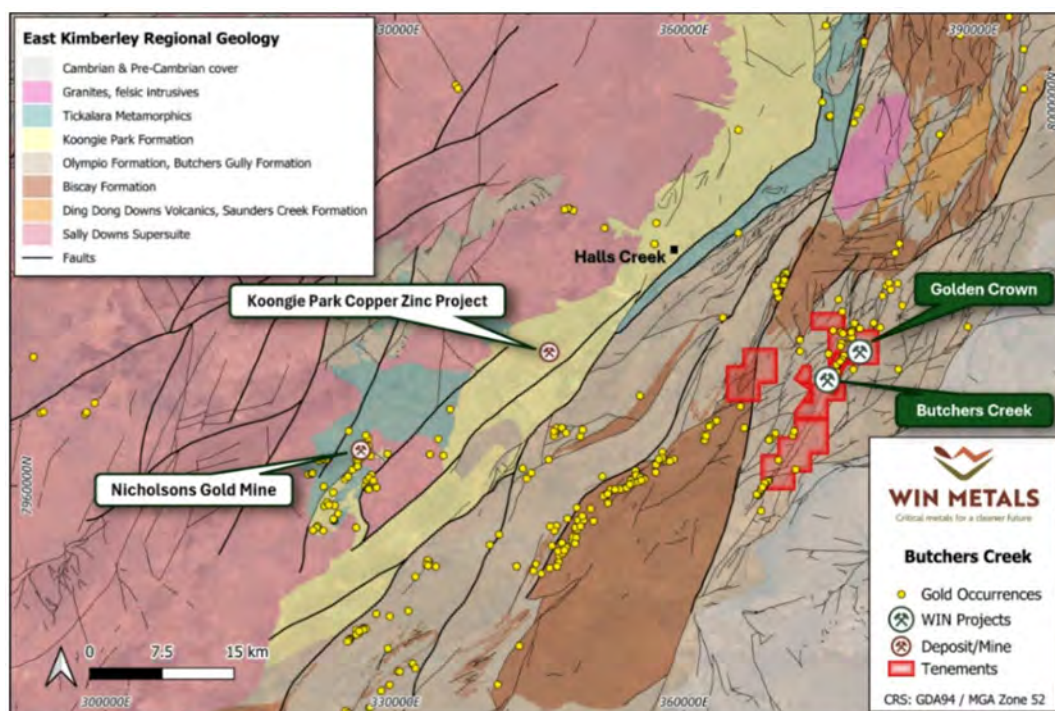 East Kimberley Regional Geology
Cambrian & Pre-Cambrian cover
Granites, felsic intrusives
Tickalara Metamorphics
Koongie Park Formation
Olympio Formation, Butchers Gully Formation
Biscay Formation
Ding Dong Downs Volcanics, Saunders Creek Formation
Sally Downs Supersuite
Faults
30000E
360000E
390000E
8000000N
Halls Creek
Koongie Park Copper Zinc Project
Golden Crown
Butchers Creek
Nicholsons Gold Mine
7960000N
WIN METALS
Critical metals for a cleaner future
Butchers Creek
Gold Occurrences
WIN Projects
Deposit/Mine
Tenements
CRS: GDA94 / MGA Zone 52
0 7.5 15 km
300000E
330000E
360000E